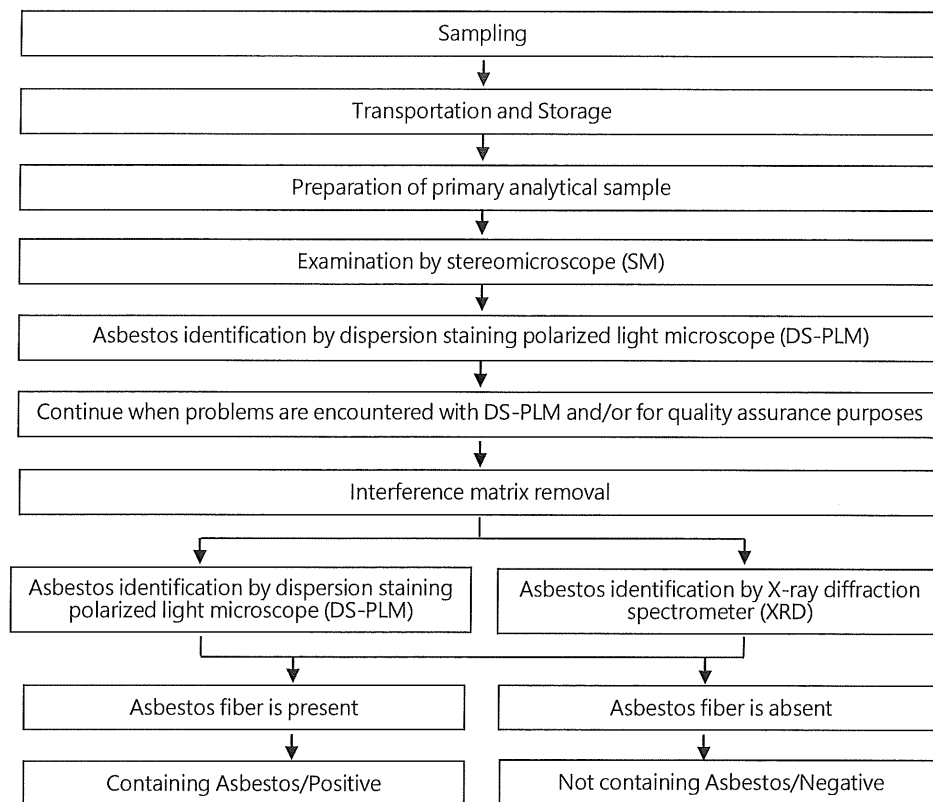 Sampling
Transportation and Storage
Preparation of primary analytical sample
Examination by stereomicroscope (SM)
Asbestos identification by dispersion staining polarized light microscope (DS-PLM)
Continue when problems are encountered with DS-PLM and/or for quality assurance purposes
Interference matrix removal
Asbestos identification by dispersion staining
polarized light microscope (DS-PLM)
Asbestos identification by X-ray diffraction
spectrometer (XRD)
Asbestos fiber is present
Asbestos fiber is absent
Containing Asbestos/Positive
Not containing Asbestos/Negative